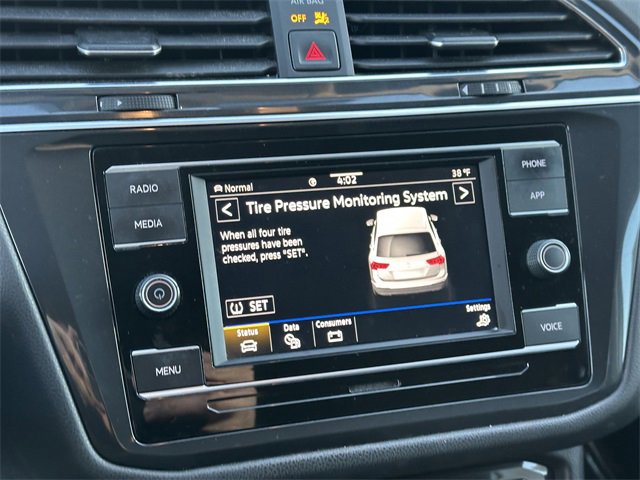 AIR BAG
OFF
RADIO
MEDIA
MENU
PHONE
APP
VOICE
Normal
4:02
38 °F
< Tire Pressure Monitoring System >
When all four tire
pressures have been
checked, press "SET".
SET
Status
Data
Consumers
Settings